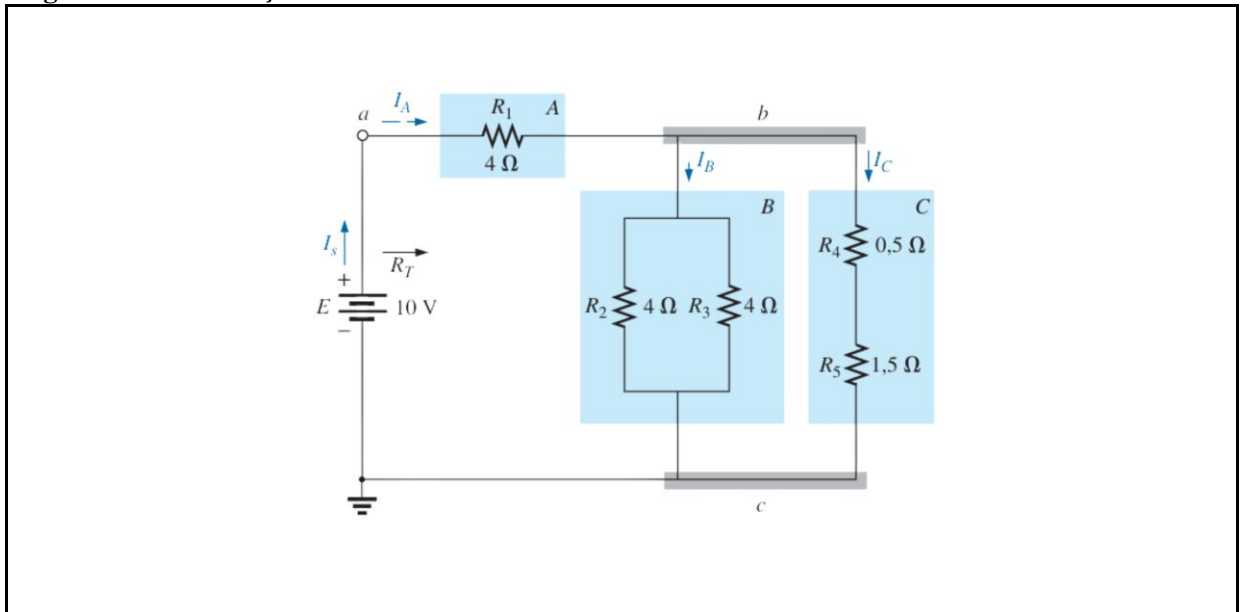 a
I_A
R_1 A
4 Ω
b
I_B
I_C
B
C
I_s
R_T
+
E 10 V
−
R_2 4 Ω R_3 4 Ω
R_4 0,5 Ω
R_5 1,5 Ω
c